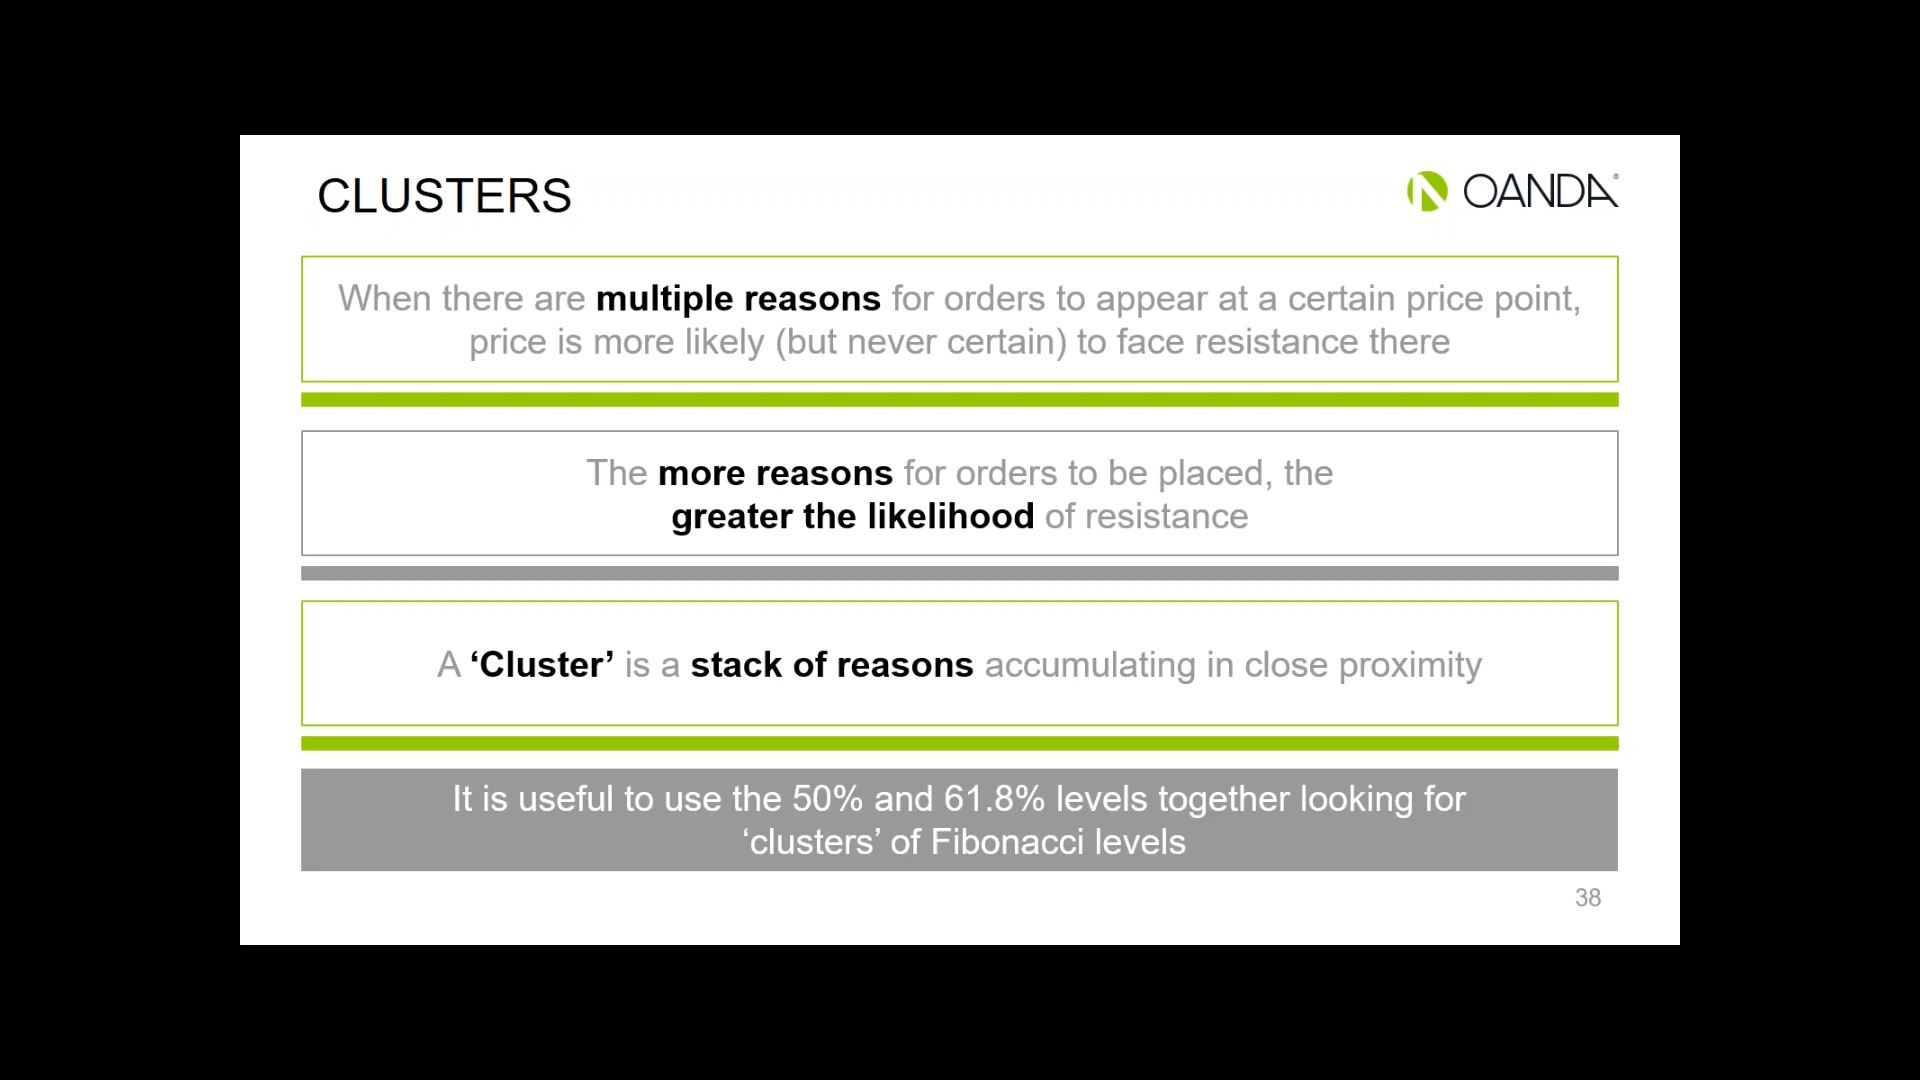 CLUSTERS
OANDA®
When there are multiple reasons for orders to appear at a certain price point,
price is more likely (but never certain) to face resistance there
The more reasons for orders to be placed, the
greater the likelihood of resistance
A ‘Cluster’ is a stack of reasons accumulating in close proximity
It is useful to use the 50% and 61.8% levels together looking for
‘clusters’ of Fibonacci levels
38